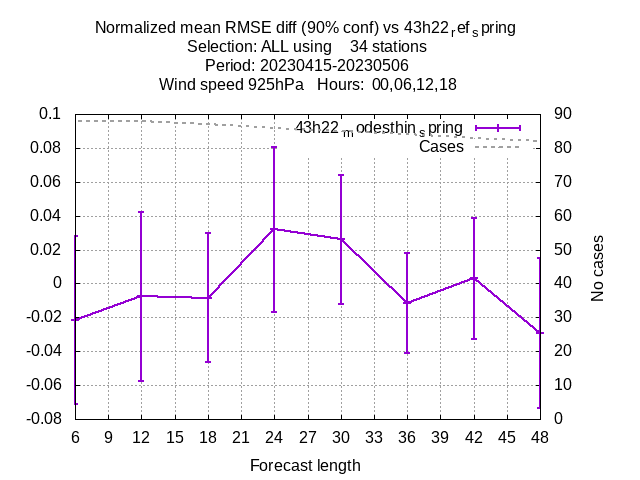 Normalized mean RMSE diff (90% conf) vs 43h22refspring
Selection: ALL using 34 stations
Period: 20230415-20230506
Wind speed 925hPa Hours: 00,06,12,18
43h22modesthinspring
Cases
0.1
0.08
0.06
0.04
0.02
0
-0.02
-0.04
-0.06
-0.08
90
80
70
60
50
40
30
20
10
0
No cases
6 9 12 15 18 21 24 27 30 33 36 39 42 45 48
Forecast length